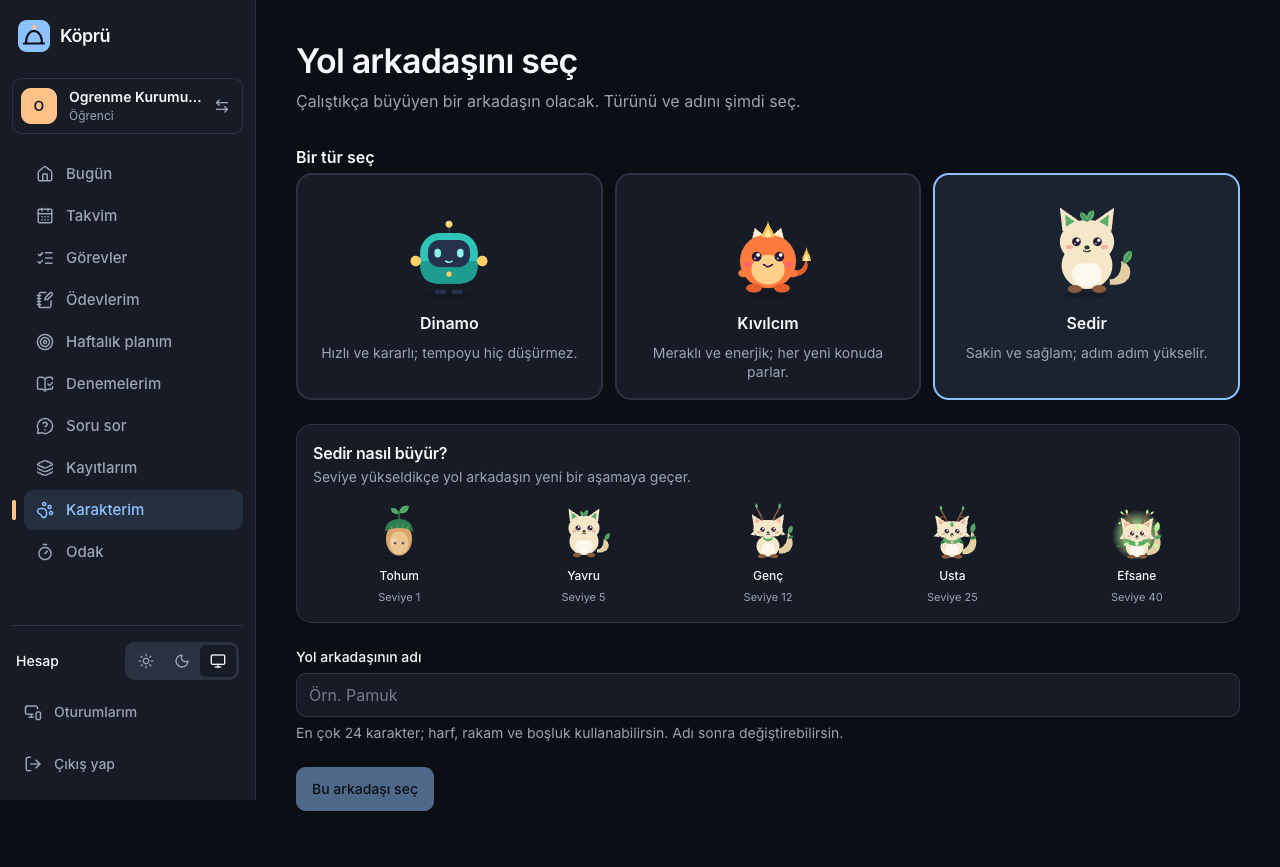 Köprü
O
Ogrenme Kurumu...
Öğrenci
Bugün
Takvim
Görevler
Ödevlerim
Haftalık planım
Denemelerim
Soru sor
Kayıtlarım
Karakterim
Odak
Hesap
Oturumlarım
Çıkış yap
Yol arkadaşını seç
Çalıştıkça büyüyen bir arkadaşın olacak. Türünü ve adını şimdi seç.
Bir tür seç
Dinamo
Hızlı ve kararlı; tempoyu hiç düşürmez.
Kıvılcım
Meraklı ve enerjik; her yeni konuda
parlar.
Sedir
Sakin ve sağlam; adım adım yükselir.
Sedir nasıl büyür?
Seviye yükseldikçe yol arkadaşın yeni bir aşamaya geçer.
Tohum
Seviye 1
Yavru
Seviye 5
Genç
Seviye 12
Usta
Seviye 25
Efsane
Seviye 40
Yol arkadaşının adı
Örn. Pamuk
En çok 24 karakter; harf, rakam ve boşluk kullanabilirsin. Adı sonra değiştirebilirsin.
Bu arkadaşı seç